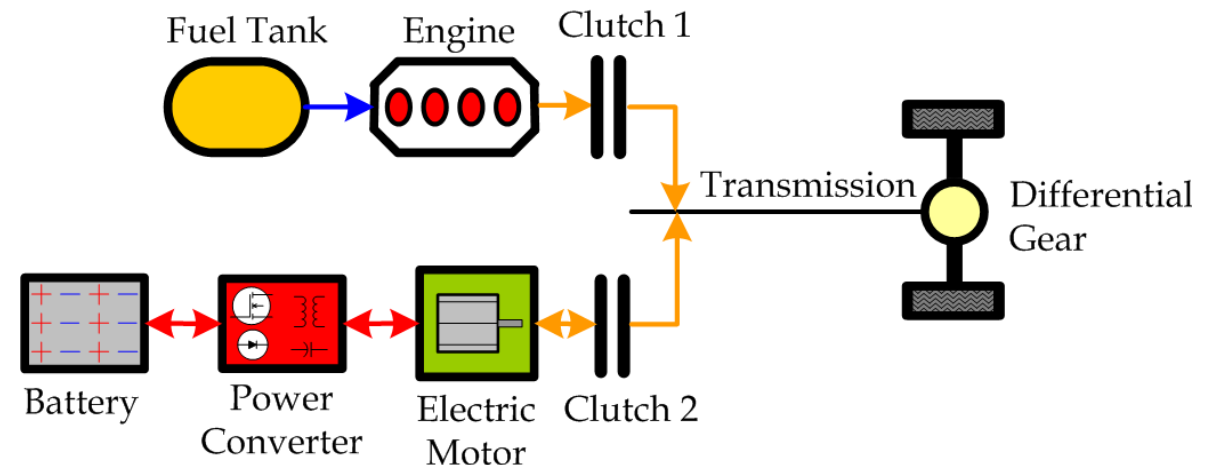 Fuel Tank
Engine
Clutch 1
Transmission
Differential
Gear
Battery
Power
Converter
Electric
Motor
Clutch 2